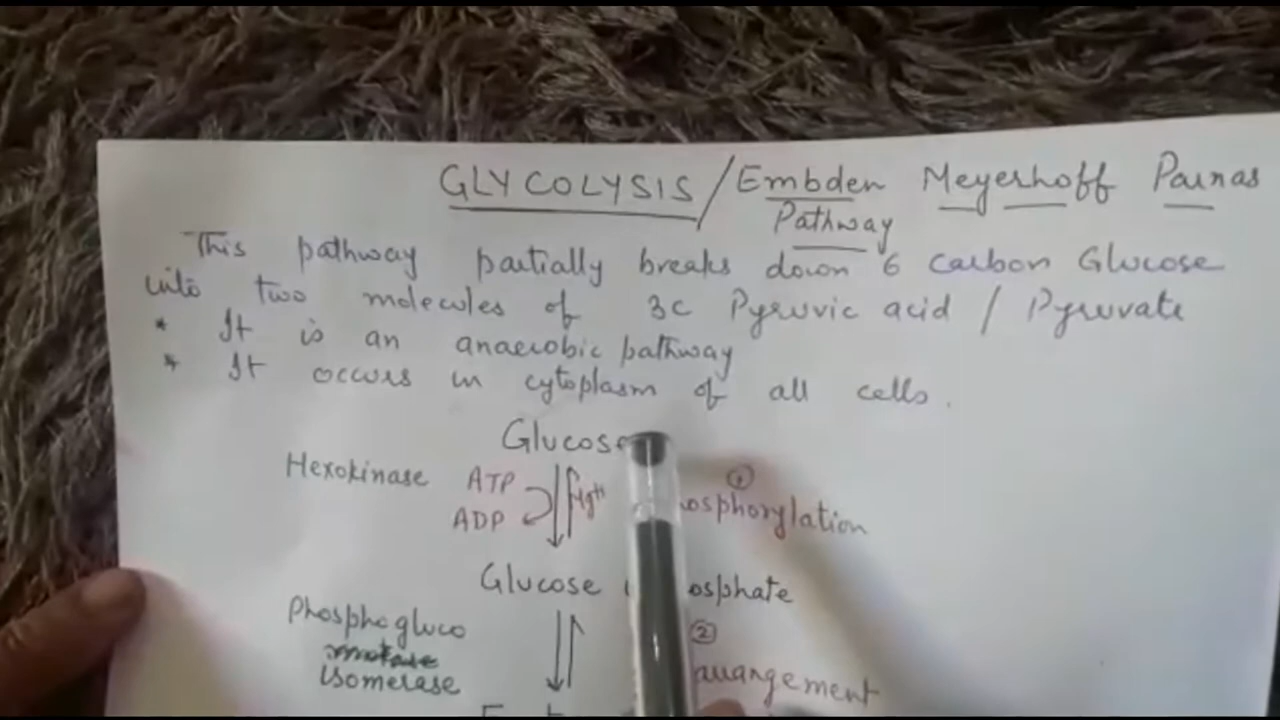 GLYCOLYSIS / Embden Meyerhoff Parnas
Pathway
This pathway partially breaks down 6 carbon Glucose
into two molecules of 3c Pyruvic acid / Pyruvate
* It is an anaerobic pathway
* It occurs in cytoplasm of all cells.
Glucose
Hexokinase ATP ①
ADP hosphorylation
Glucose osphate
Phosphogluco ②
isomerase arrangement